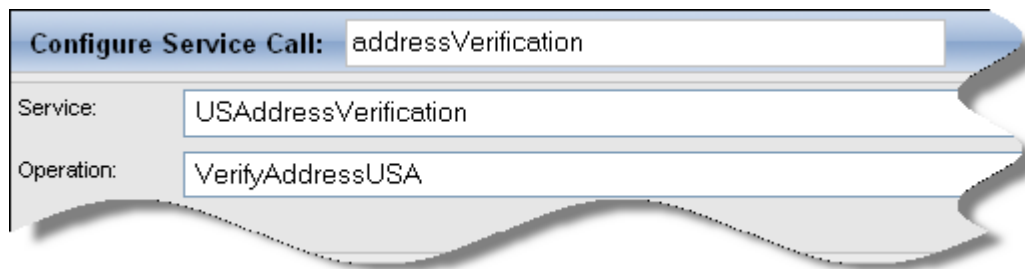 Configure Service Call: addressVerification
Service: USAddressVerification
Operation: VerifyAddressUSA